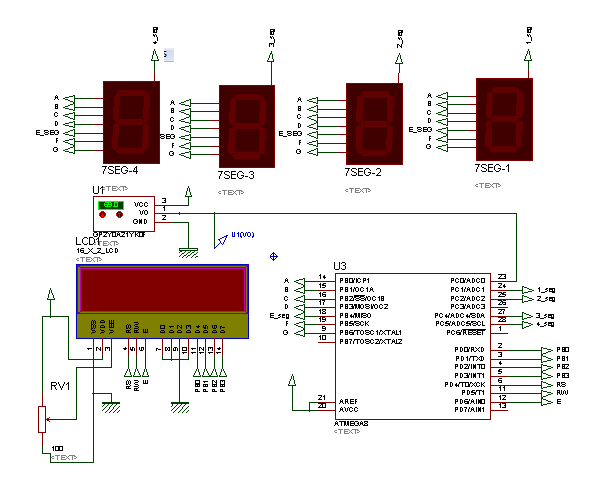 4_seg
3_seg
2_seg
1_seg
A
B
C
D
E_SEG
F
G
7SEG-4
<TEXT>
A
B
C
D
SEG
F
G
7SEG-3
<TEXT>
A
B
C
D
E_SEG
F
G
7SEG-2
<TEXT>
A
B
C
D
E_SEG
F
G
7SEG-1
<TEXT>
U1
VCC 3
VO 1
GND 2
GP2Y0A21YK0F
<TEXT>
U1(VO)
LCD1
16_X_2_LCD
VSS VDD VEE RS R/W E D0 D1 D2 D3 D4 D5 D6 D7
1 2 3 4 5 6 7 8 9 10 11 12 13 14
RS R/W E PB0 PB1 PB2 PB3
RV1
100
<TEXT>
U3
A 14 PB0/ICP1 PC0/ADC0 23
B 15 PB1/OC1A PC1/ADC1 24 1_seg
C 16 PB2/SS/OC1B PC2/ADC2 25 2_seg
D 17 PB3/MOSI/OC2 PC3/ADC3 26
E_seg 18 PB4/MISO PC4/ADC4/SDA 27 3_seg
F 19 PB5/SCK PC5/ADC5/SCL 28 4_seg
G 9 PB6/TOSC1/XTAL1 PC6/RESET 1
10 PB7/TOSC2/XTAL2
PD0/RXD 2 PB0
PD1/TXD 3 PB1
PD2/INT0 4 PB2
PD3/INT1 5 PB3
PD4/T0/XCK 6 RS
PD5/T1 11 R/W
21 AREF PD6/AIN0 12 E
20 AVCC PD7/AIN1 13
ATMEGA8
<TEXT>